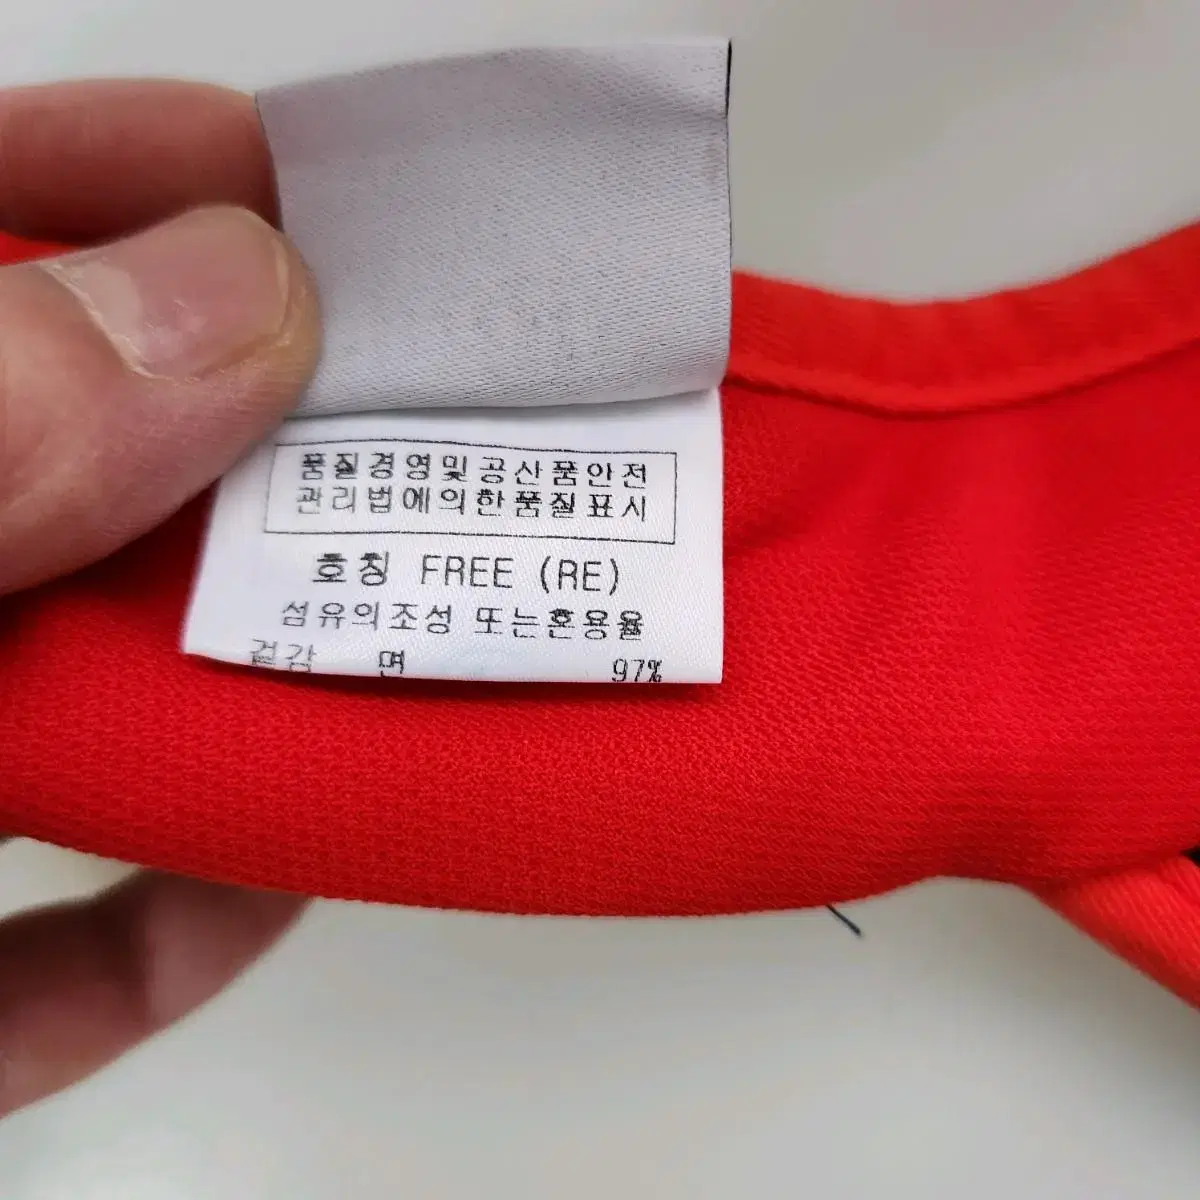 품질경영및공산품안전
관리법에의한품질표시
호칭 FREE (RE)
섬유의조성 또는혼용율
겉감 면 97%